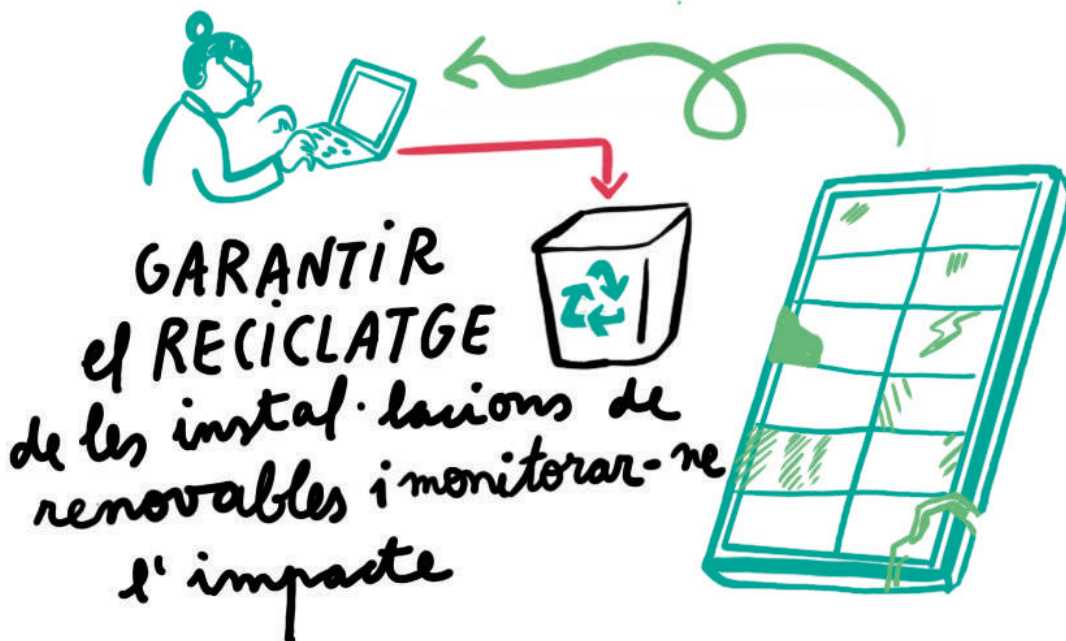 GARANTIR
el RECICLATGE
de les instal·lacions de
renovables i monitorar-ne
l'impacte